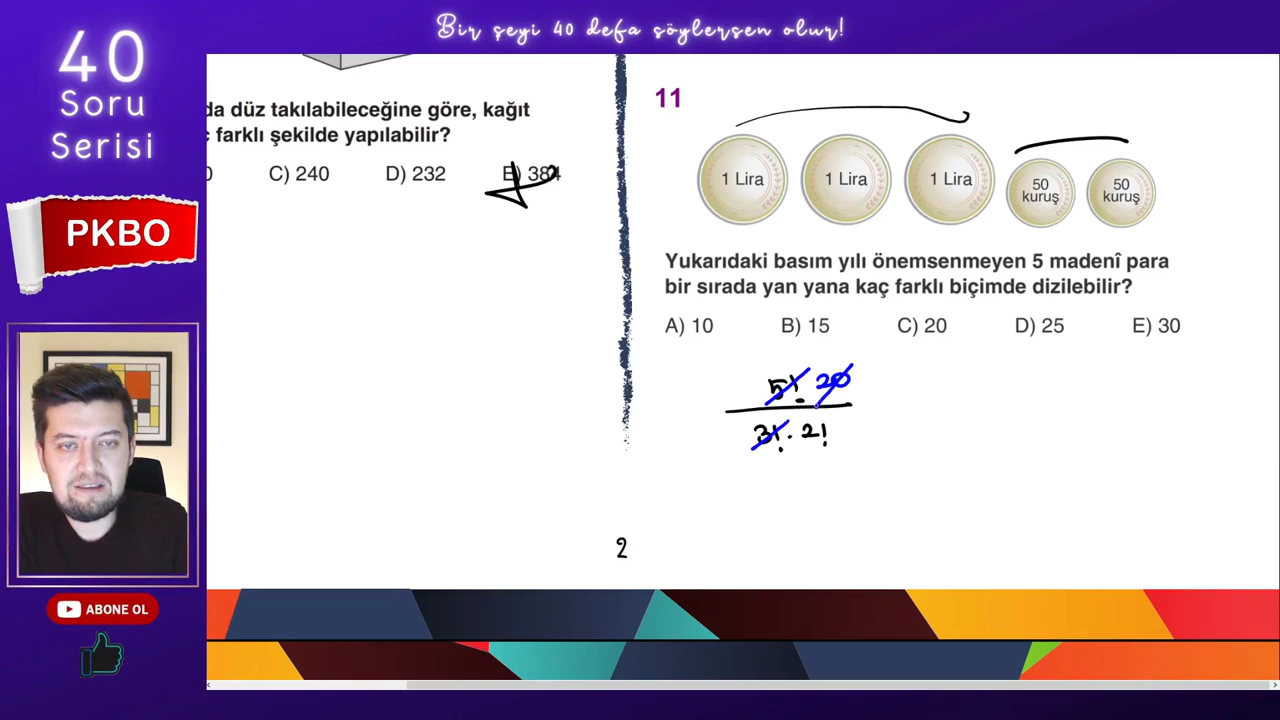 Bir şeyi 40 defa söylersen olur!
40
Soru
Serisi
PKBO
ABONE OL
da düz takılabileceğine göre, kağıt
farklı şekilde yapılabilir?
0 C) 240 D) 232 E) 384
2
11
1 Lira 1 Lira 1 Lira 50 kuruş 50 kuruş
Yukarıdaki basım yılı önemsenmeyen 5 madenî para
bir sırada yan yana kaç farklı biçimde dizilebilir?
A) 10 B) 15 C) 20 D) 25 E) 30
5! 20
3! . 2!